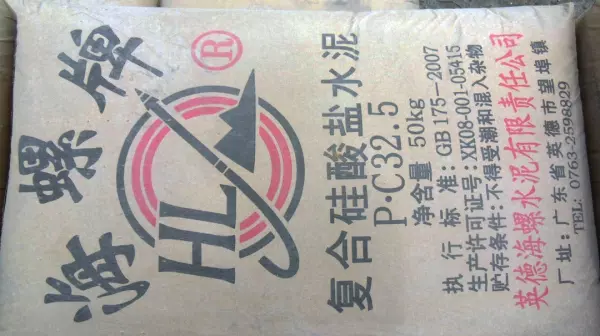 海螺牌
®
HL
复合硅酸盐水泥
P·C32.5
净含量 50kg
执行标准:GB 175-2007
生产许可证号:XK08-001-05415
贮存条件:不得受潮和混入杂物
英德海螺水泥有限责任公司
厂址:广东省英德市望埠镇
TEL: 0763-2598829